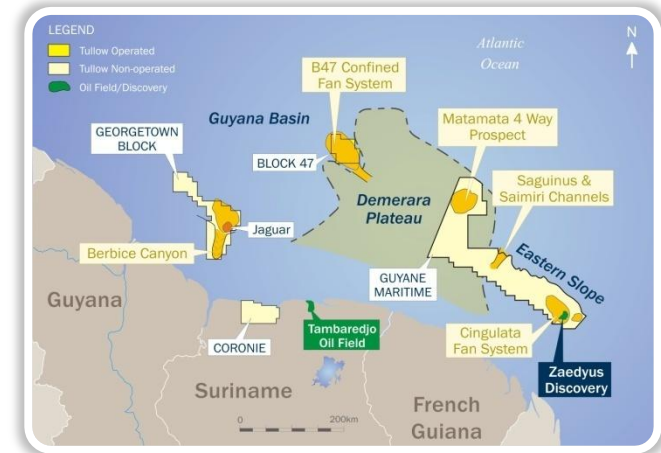 LEGEND
Tullow Operated
Tullow Non-operated
Oil Field/Discovery
Atlantic
Ocean
N
B47 Confined
Fan System
Guyana Basin
Matamata 4 Way
Prospect
GEORGETOWN
BLOCK
BLOCK 47
Saguinus &
Saimiri Channels
Demerara
Plateau
Jaguar
Berbice Canyon
Eastern Slope
GUYANE
MARITIME
Guyana
CORONIE
Tambaredjo
Oil Field
Cingulata
Fan System
Zaedyus
Discovery
Suriname
French
Guiana
0 200km